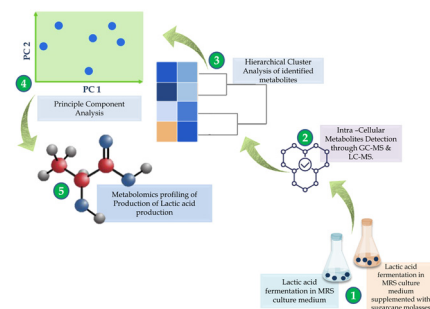 PC 2
PC 1
4
Principle Component
Analysis
3
Hierarchical Cluster
Analysis of identified
metabolites
2
Intra –Cellular
Metabolites Detection
through GC-MS &
LC-MS.
5
Metabolomics profiling of
Production of Lactic acid
production
Lactic acid
fermentation in MRS
culture medium
1
Lactic acid
fermentation in
MRS culture
medium
supplemented with
sugarcane molasses